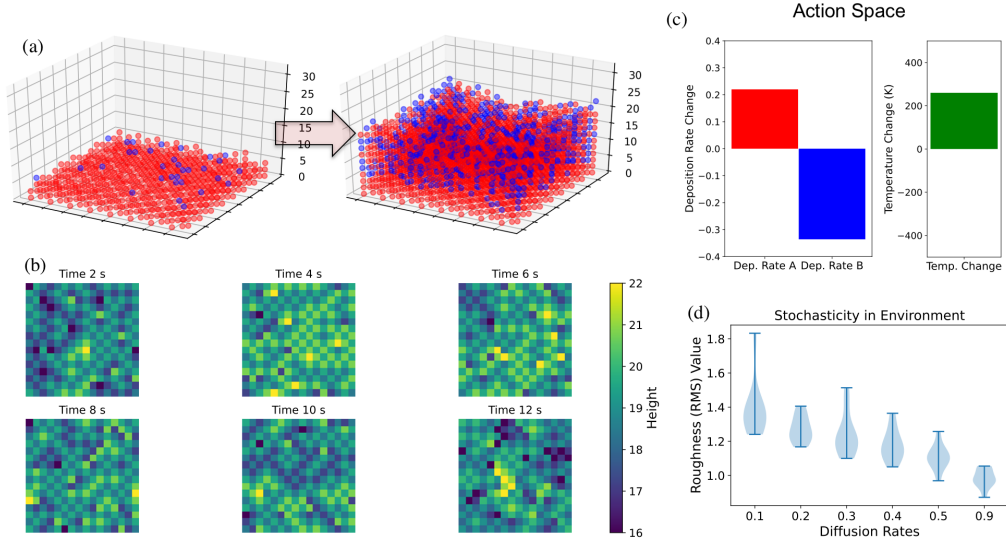 (a)
30
25
20
15
10
5
0
30
25
20
15
10
5
0
(b)
Time 2 s
Time 4 s
Time 6 s
Time 8 s
Time 10 s
Time 12 s
22
21
20
19
18
17
16
Height
(c)
Action Space
0.4
0.3
0.2
0.1
0.0
−0.1
−0.2
−0.3
−0.4
Deposition Rate Change
Dep. Rate A Dep. Rate B
400
200
0
−200
−400
Temperature Change (K)
Temp. Change
(d)
Stochasticity in Environment
1.8
1.6
1.4
1.2
1.0
Roughness (RMS) Value
0.1 0.2 0.3 0.4 0.5 0.9
Diffusion Rates